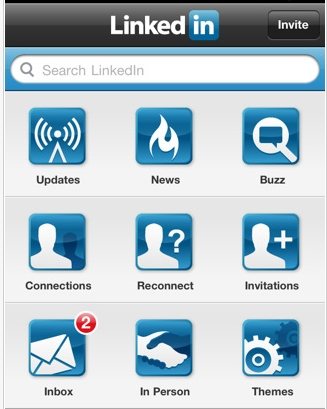 Linked in
Invite
Search LinkedIn
Updates News Buzz
?
Connections Reconnect Invitations
2
Inbox In Person Themes